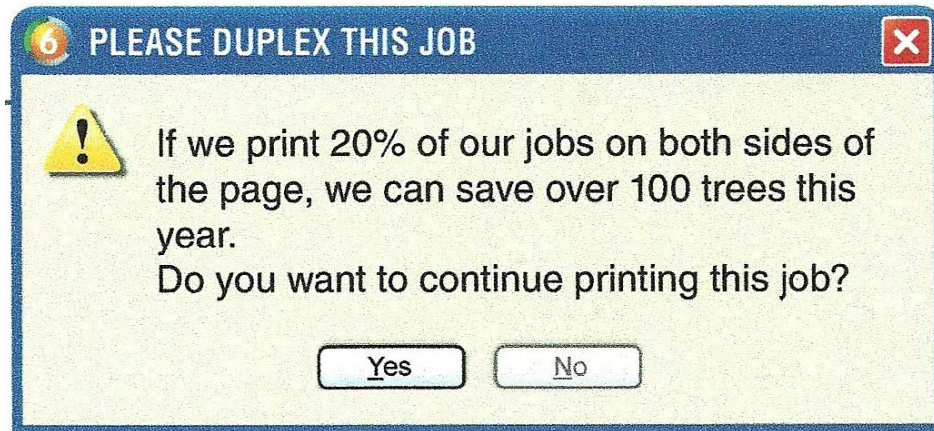 6 PLEASE DUPLEX THIS JOB
If we print 20% of our jobs on both sides of
the page, we can save over 100 trees this
year.
Do you want to continue printing this job?
Yes No